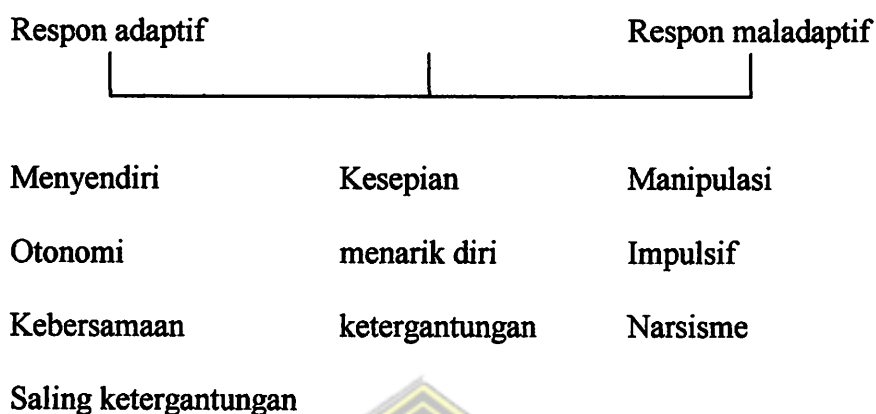 Respon adaptif Respon maladaptif
Menyendiri Kesepian Manipulasi
Otonomi menarik diri Impulsif
Kebersamaan ketergantungan Narsisme
Saling ketergantungan